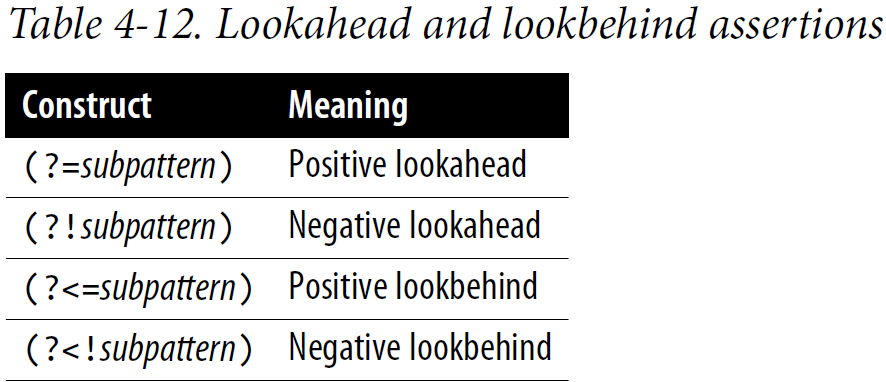 Table 4-12. Lookahead and lookbehind assertions
Construct Meaning
(?=subpattern) Positive lookahead
(?!subpattern) Negative lookahead
(?<=subpattern) Positive lookbehind
(?<!subpattern) Negative lookbehind